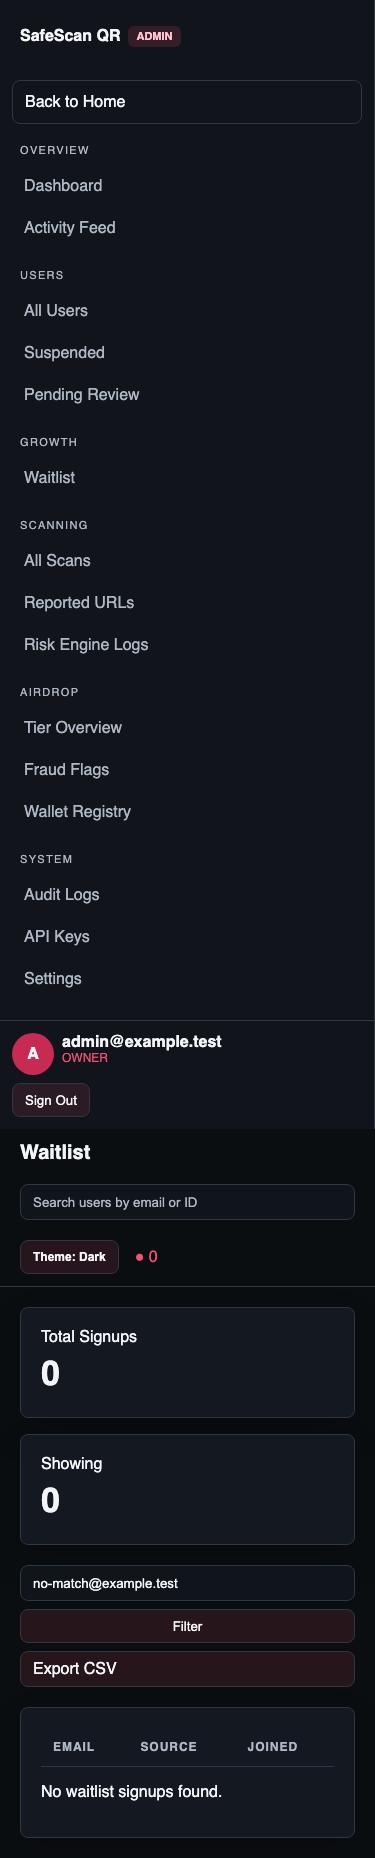 SafeScan QR ADMIN
Back to Home
OVERVIEW
Dashboard
Activity Feed
USERS
All Users
Suspended
Pending Review
GROWTH
Waitlist
SCANNING
All Scans
Reported URLs
Risk Engine Logs
AIRDROP
Tier Overview
Fraud Flags
Wallet Registry
SYSTEM
Audit Logs
API Keys
Settings
A
admin@example.test
OWNER
Sign Out
Waitlist
Search users by email or ID
Theme: Dark ● 0
Total Signups
0
Showing
0
no-match@example.test
Filter
Export CSV
EMAIL SOURCE JOINED
No waitlist signups found.